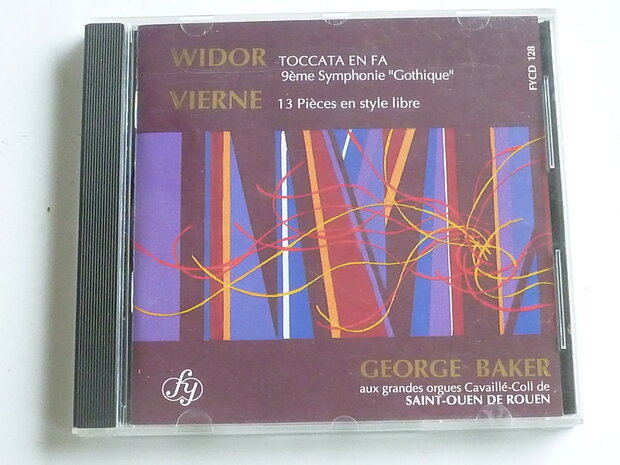 WIDOR TOCCATA EN FA
9ème Symphonie "Gothique"
VIERNE 13 Pièces en style libre
FYCD 128
GEORGE BAKER
aux grandes orgues Cavaillé-Coll de
SAINT-OUEN DE ROUEN
fy